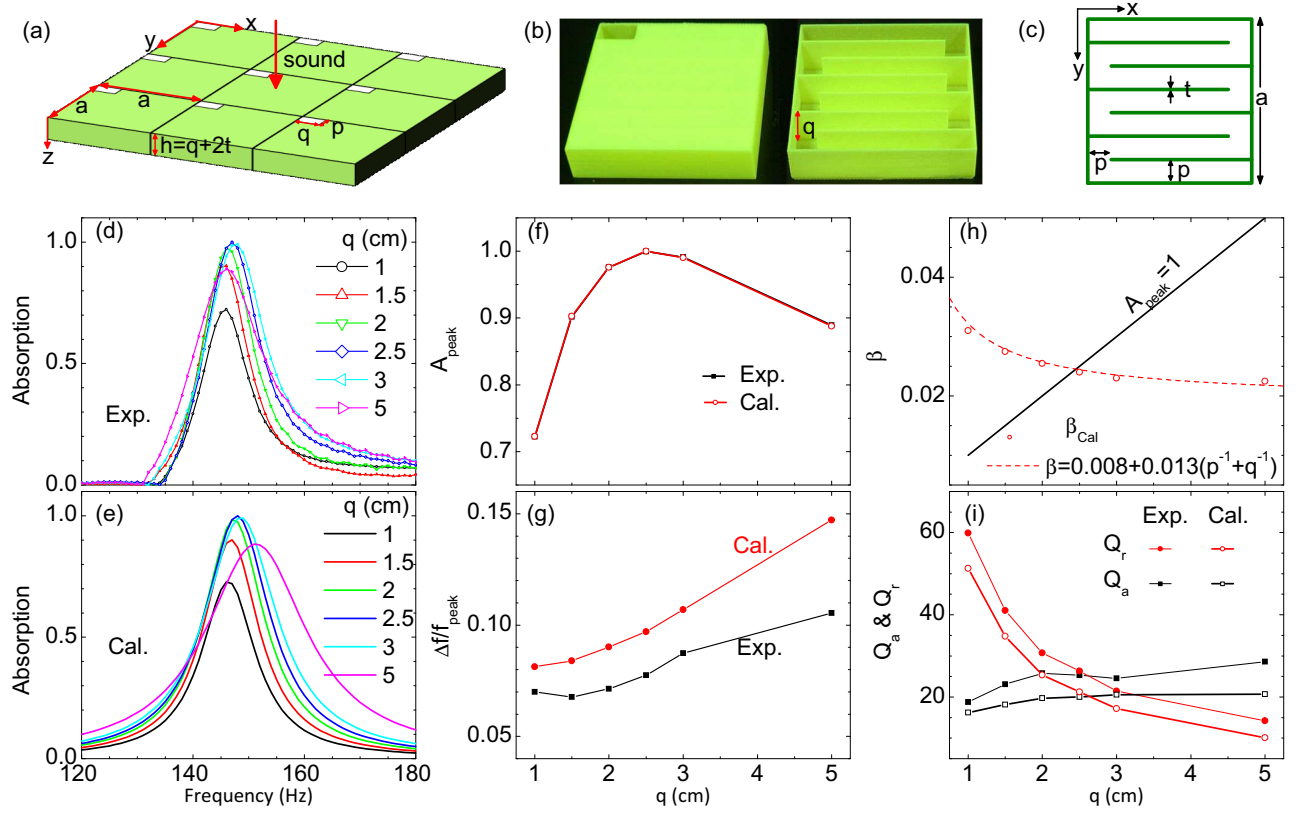 (a)
x
y
sound
a
a
q
p
h=q+2t
z
(b)
q
(c)
x
y
t
a
p
p
(d)
1.0
0.5
0.0
Absorption
Exp.
q (cm)
1
1.5
2
2.5
3
5
(e)
1.0
0.5
0.0
Absorption
Cal.
q (cm)
1
1.5
2
2.5
3
5
120 140 160 180
Frequency (Hz)
(f)
1.0
0.9
0.8
0.7
A_peak
Exp.
Cal.
(g)
0.15
0.10
0.05
Δf/f_peak
Cal.
Exp.
1 2 3 4 5
q (cm)
(h)
0.04
0.02
β
A_peak=1
β_Cal
β=0.008+0.013(p⁻¹+q⁻¹)
(i)
60
40
20
Q_a & Q_r
Exp. Cal.
Q_r
Q_a
1 2 3 4 5
q (cm)